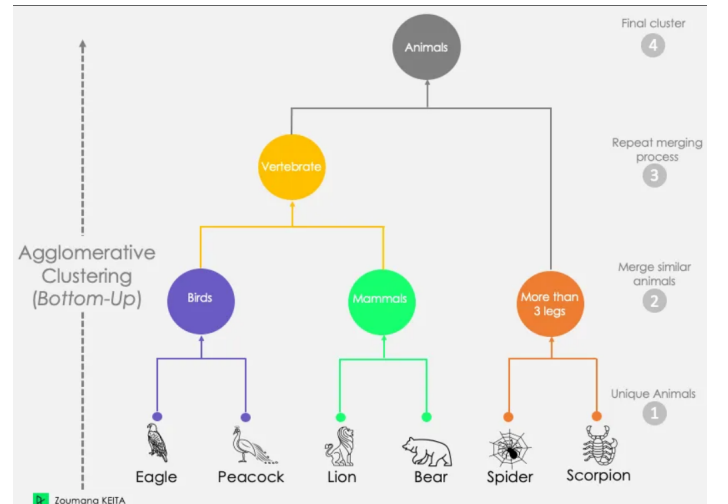 Final cluster
4
Animals
Repeat merging
process
3
Vertebrate
Agglomerative
Clustering
(Bottom-Up)
Merge similar
animals
2
Birds
Mammals
More than
3 legs
Unique Animals
1
Eagle
Peacock
Lion
Bear
Spider
Scorpion
Zoumana KEITA